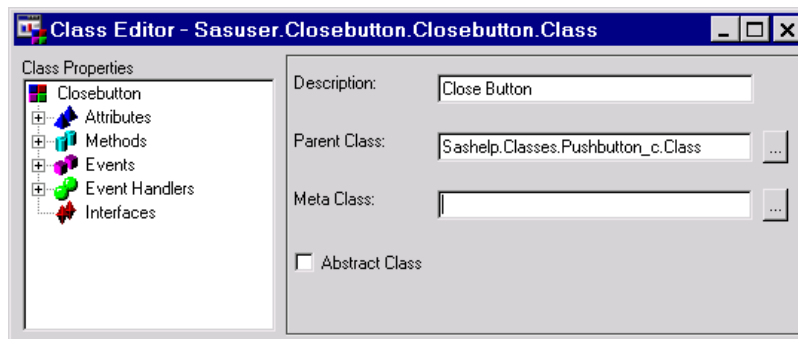 Class Editor - Sasuser.Closebutton.Closebutton.Class
Class Properties
Closebutton
Attributes
Methods
Events
Event Handlers
Interfaces
Description: Close Button
Parent Class: Sashelp.Classes.Pushbutton_c.Class ...
Meta Class: ...
Abstract Class